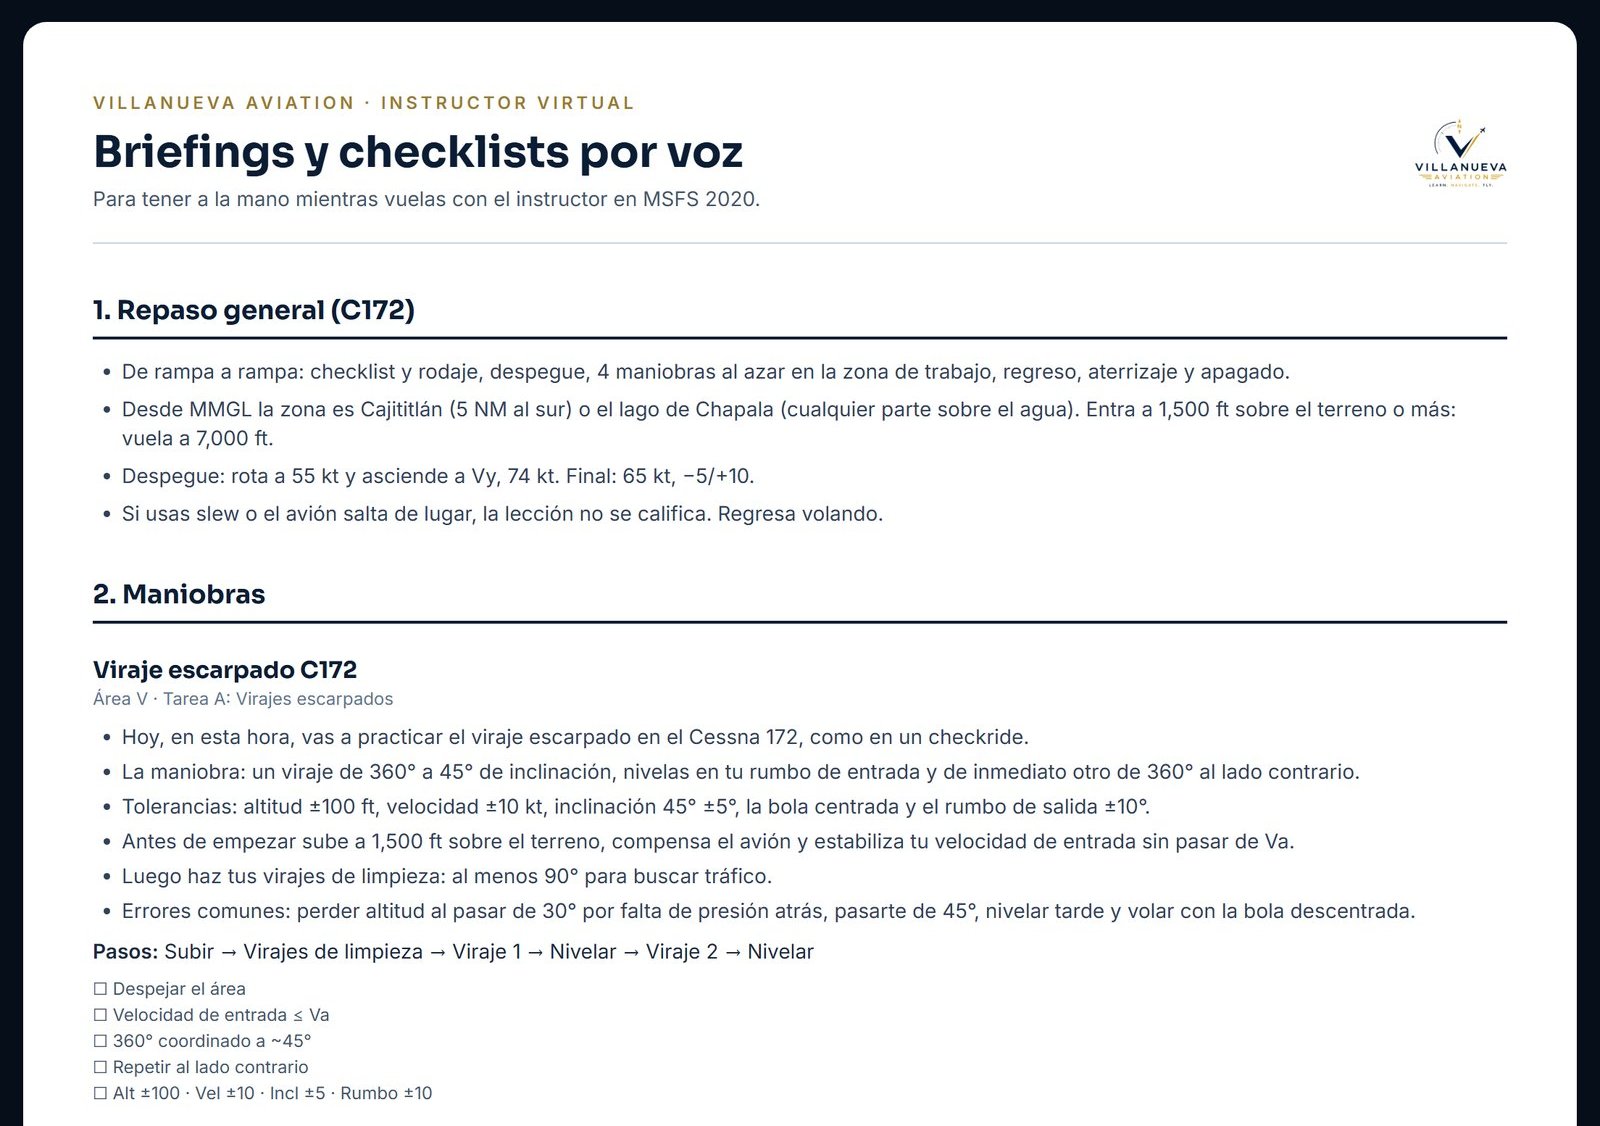 VILLANUEVA AVIATION · INSTRUCTOR VIRTUAL
Briefings y checklists por voz
Para tener a la mano mientras vuelas con el instructor en MSFS 2020.
VILLANUEVA
AVIATION
LEARN. NAVIGATE. FLY.
1. Repaso general (C172)
• De rampa a rampa: checklist y rodaje, despegue, 4 maniobras al azar en la zona de trabajo, regreso, aterrizaje y apagado.
• Desde MMGL la zona es Cajititlán (5 NM al sur) o el lago de Chapala (cualquier parte sobre el agua). Entra a 1,500 ft sobre el terreno o más:
vuela a 7,000 ft.
• Despegue: rota a 55 kt y asciende a Vy, 74 kt. Final: 65 kt, −5/+10.
• Si usas slew o el avión salta de lugar, la lección no se califica. Regresa volando.
2. Maniobras
Viraje escarpado C172
Área V · Tarea A: Virajes escarpados
• Hoy, en esta hora, vas a practicar el viraje escarpado en el Cessna 172, como en un checkride.
• La maniobra: un viraje de 360° a 45° de inclinación, nivelas en tu rumbo de entrada y de inmediato otro de 360° al lado contrario.
• Tolerancias: altitud ±100 ft, velocidad ±10 kt, inclinación 45° ±5°, la bola centrada y el rumbo de salida ±10°.
• Antes de empezar sube a 1,500 ft sobre el terreno, compensa el avión y estabiliza tu velocidad de entrada sin pasar de Va.
• Luego haz tus virajes de limpieza: al menos 90° para buscar tráfico.
• Errores comunes: perder altitud al pasar de 30° por falta de presión atrás, pasarte de 45°, nivelar tarde y volar con la bola descentrada.
Pasos: Subir → Virajes de limpieza → Viraje 1 → Nivelar → Viraje 2 → Nivelar
☐ Despejar el área
☐ Velocidad de entrada ≤ Va
☐ 360° coordinado a ~45°
☐ Repetir al lado contrario
☐ Alt ±100 · Vel ±10 · Incl ±5 · Rumbo ±10